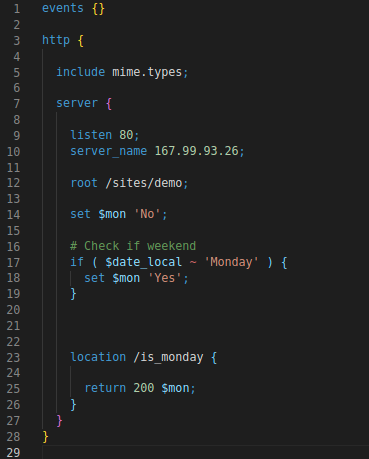 1 events {}
2
3 http {
4
5 include mime.types;
6
7 server {
8
9 listen 80;
10 server_name 167.99.93.26;
11
12 root /sites/demo;
13
14 set $mon 'No';
15
16 # Check if weekend
17 if ( $date_local ~ 'Monday' ) {
18 set $mon 'Yes';
19 }
20
21
22
23 location /is_monday {
24
25 return 200 $mon;
26 }
27 }
28 }
29